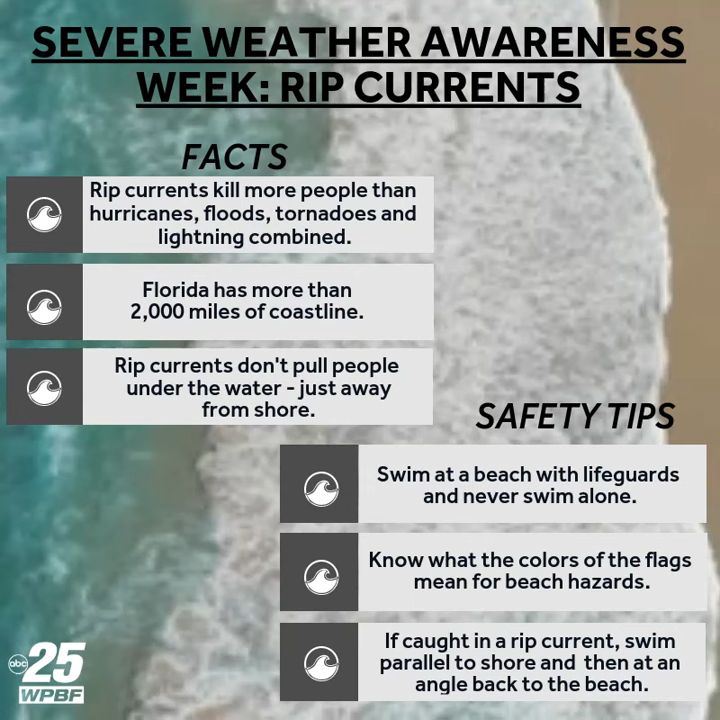 SEVERE WEATHER AWARENESS
WEEK: RIP CURRENTS
FACTS
Rip currents kill more people than
hurricanes, floods, tornadoes and
lightning combined.
Florida has more than
2,000 miles of coastline.
Rip currents don't pull people
under the water - just away
from shore.
SAFETY TIPS
Swim at a beach with lifeguards
and never swim alone.
Know what the colors of the flags
mean for beach hazards.
If caught in a rip current, swim
parallel to shore and then at an
angle back to the beach.
abc 25
WPBF